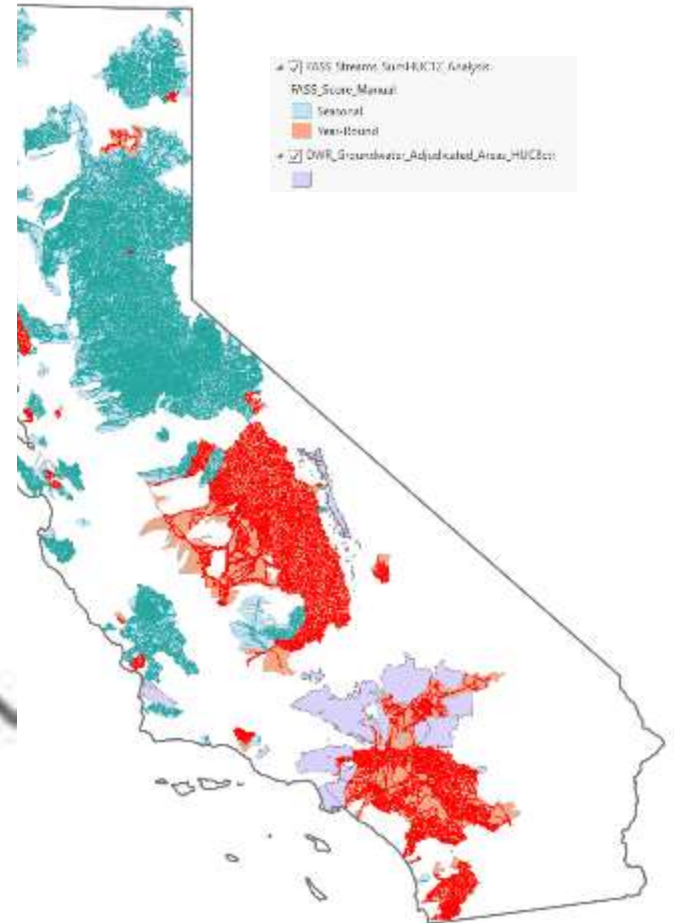 FASS_Streams_SumHUC12_Analysis
FASS_Score_Manual
Seasonal
Year-Round
DWR_Groundwater_Adjudicated_Areas_HUC8